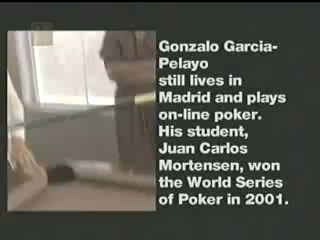 Gonzalo Garcia-
Pelayo
still lives in
Madrid and plays
on-line poker.
His student,
Juan Carlos
Mortensen, won
the World Series
of Poker in 2001.